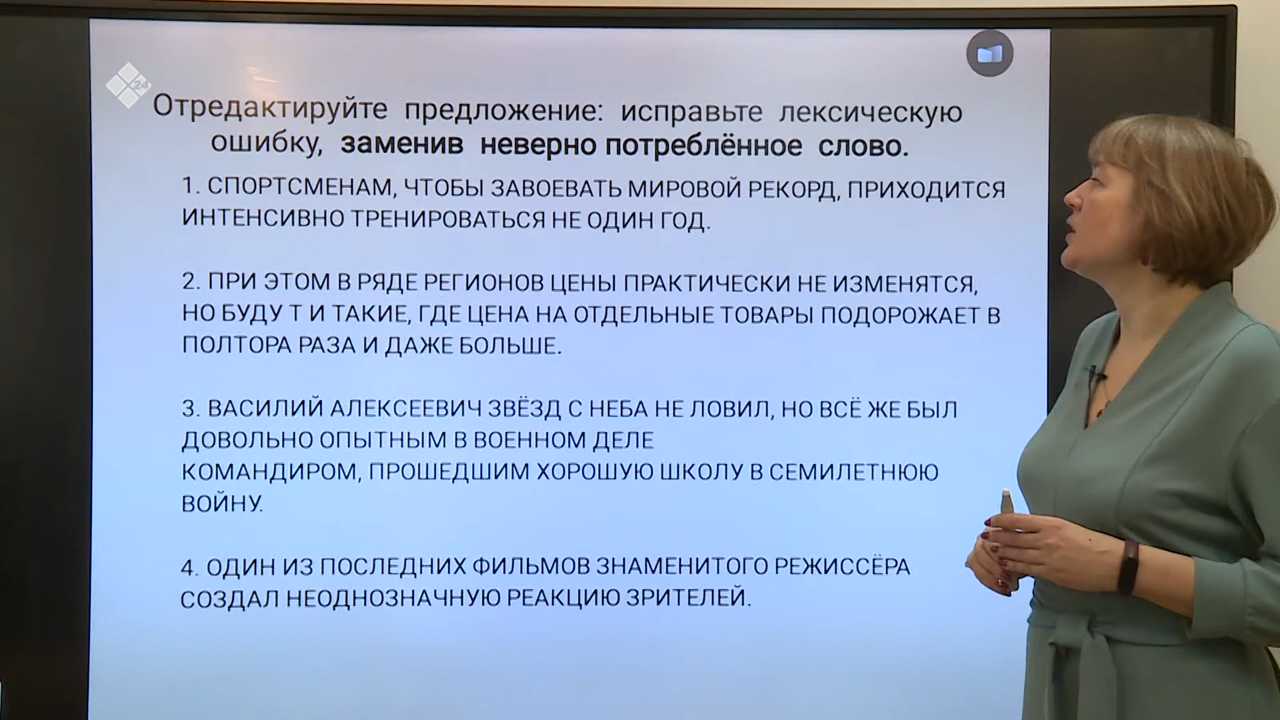 X24
Отредактируйте предложение: исправьте лексическую
ошибку, заменив неверно потреблённое слово.
1. СПОРТСМЕНАМ, ЧТОБЫ ЗАВОЕВАТЬ МИРОВОЙ РЕКОРД, ПРИХОДИТСЯ
ИНТЕНСИВНО ТРЕНИРОВАТЬСЯ НЕ ОДИН ГОД.
2. ПРИ ЭТОМ В РЯДЕ РЕГИОНОВ ЦЕНЫ ПРАКТИЧЕСКИ НЕ ИЗМЕНЯТСЯ,
НО БУДУ Т И ТАКИЕ, ГДЕ ЦЕНА НА ОТДЕЛЬНЫЕ ТОВАРЫ ПОДОРОЖАЕТ В
ПОЛТОРА РАЗА И ДАЖЕ БОЛЬШЕ.
3. ВАСИЛИЙ АЛЕКСЕЕВИЧ ЗВЁЗД С НЕБА НЕ ЛОВИЛ, НО ВСЁ ЖЕ БЫЛ
ДОВОЛЬНО ОПЫТНЫМ В ВОЕННОМ ДЕЛЕ
КОМАНДИРОМ, ПРОШЕДШИМ ХОРОШУЮ ШКОЛУ В СЕМИЛЕТНЮЮ
ВОЙНУ.
4. ОДИН ИЗ ПОСЛЕДНИХ ФИЛЬМОВ ЗНАМЕНИТОГО РЕЖИССЁРА
СОЗДАЛ НЕОДНОЗНАЧНУЮ РЕАКЦИЮ ЗРИТЕЛЕЙ.